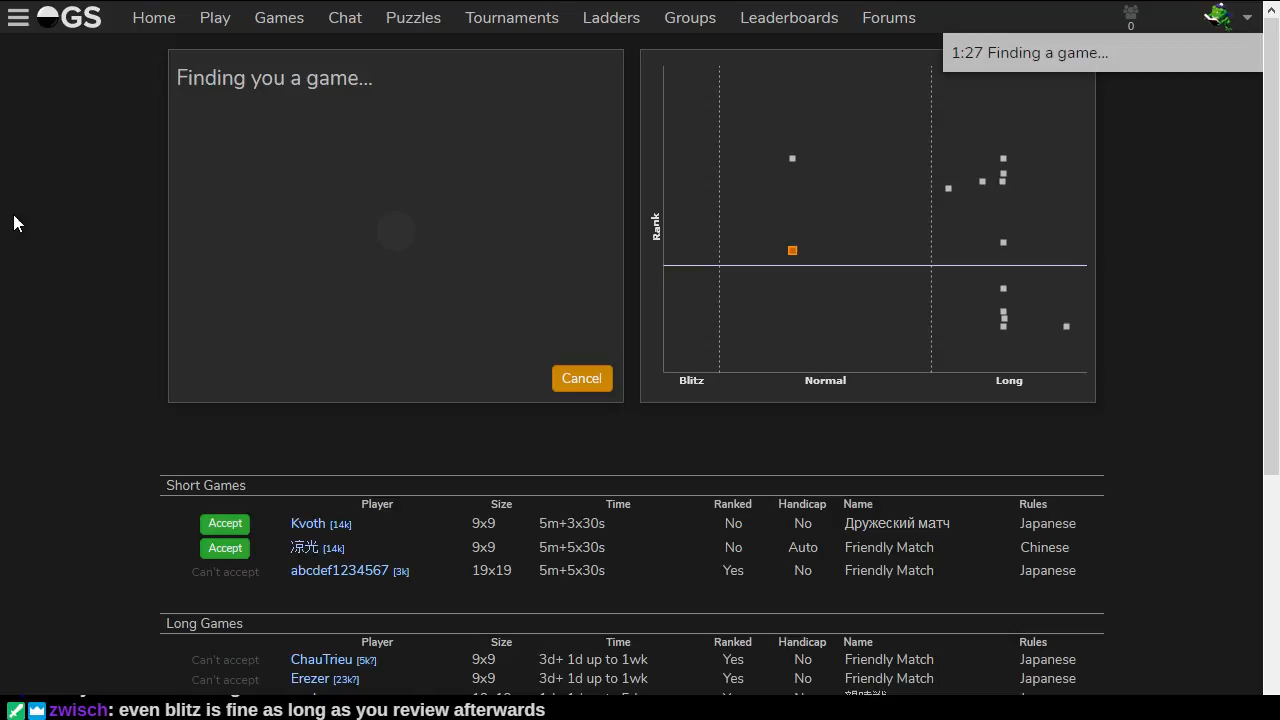 OGS Home Play Games Chat Puzzles Tournaments Ladders Groups Leaderboards Forums 0
1:27 Finding a game...
Finding you a game...
Cancel
Rank
Blitz Normal Long
Short Games
Player Size Time Ranked Handicap Name Rules
Accept Kvoth [14k] 9x9 5m+3x30s No No Дружеский матч Japanese
Accept 凉光 [14k] 9x9 5m+5x30s No Auto Friendly Match Chinese
Can't accept abcdef1234567 [3k] 19x19 5m+5x30s Yes No Friendly Match Japanese
Long Games
Player Size Time Ranked Handicap Name Rules
Can't accept ChauTrieu [5k?] 9x9 3d+ 1d up to 1wk Yes No Friendly Match Japanese
Can't accept Erezer [23k?] 9x9 3d+ 1d up to 1wk Yes No Friendly Match Japanese
zwisch: even blitz is fine as long as you review afterwards